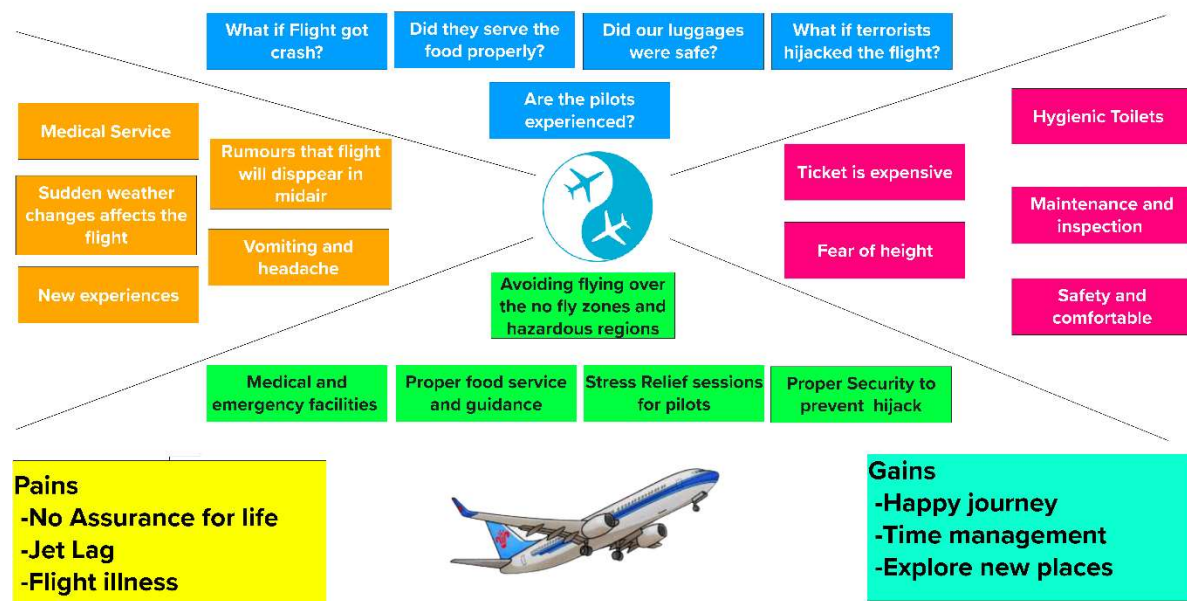 What if Flight got
crash?
Did they serve the
food properly?
Did our luggages
were safe?
What if terrorists
hijacked the flight?
Are the pilots
experienced?
Medical Service
Rumours that flight
will disppear in
midair
Sudden weather
changes affects the
flight
Vomiting and
headache
New experiences
Ticket is expensive
Fear of height
Hygienic Toilets
Maintenance and
inspection
Safety and
comfortable
Avoiding flying over
the no fly zones and
hazardous regions
Medical and
emergency facilities
Proper food service
and guidance
Stress Relief sessions
for pilots
Proper Security to
prevent hijack
Pains
-No Assurance for life
-Jet Lag
-Flight illness
Gains
-Happy journey
-Time management
-Explore new places